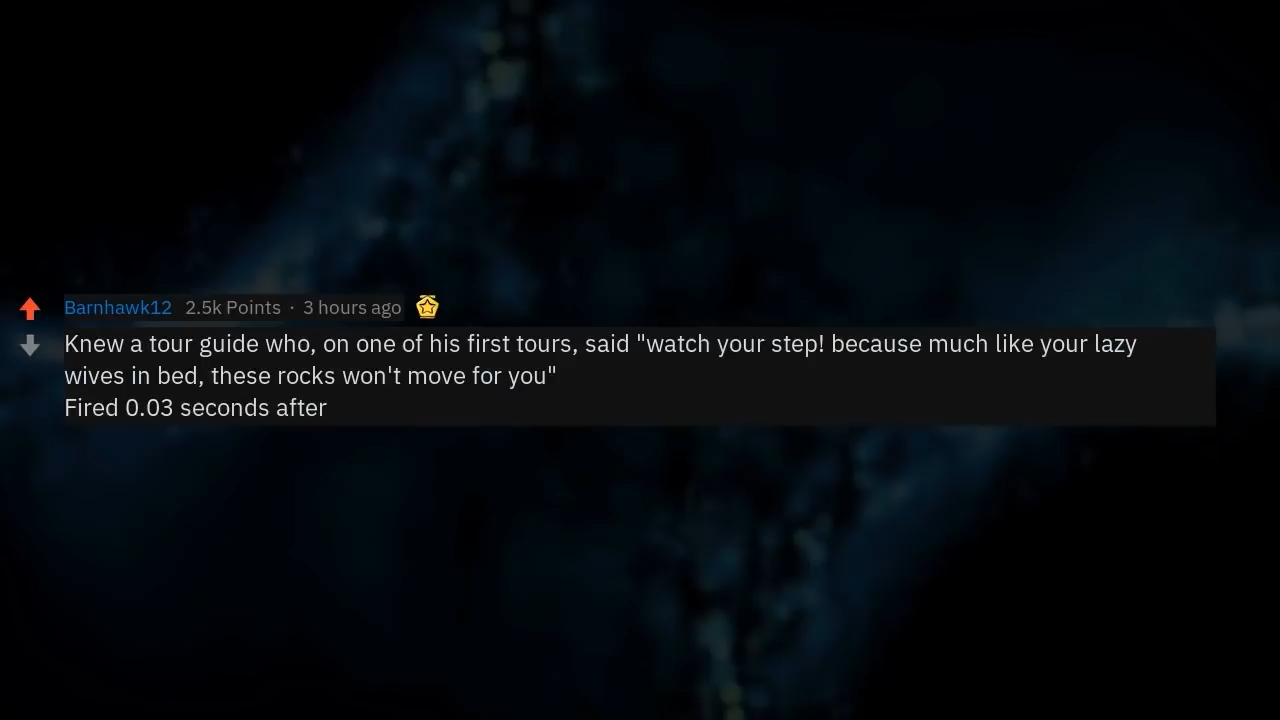 Barnhawk12 2.5k Points · 3 hours ago
Knew a tour guide who, on one of his first tours, said "watch your step! because much like your lazy
wives in bed, these rocks won't move for you"
Fired 0.03 seconds after